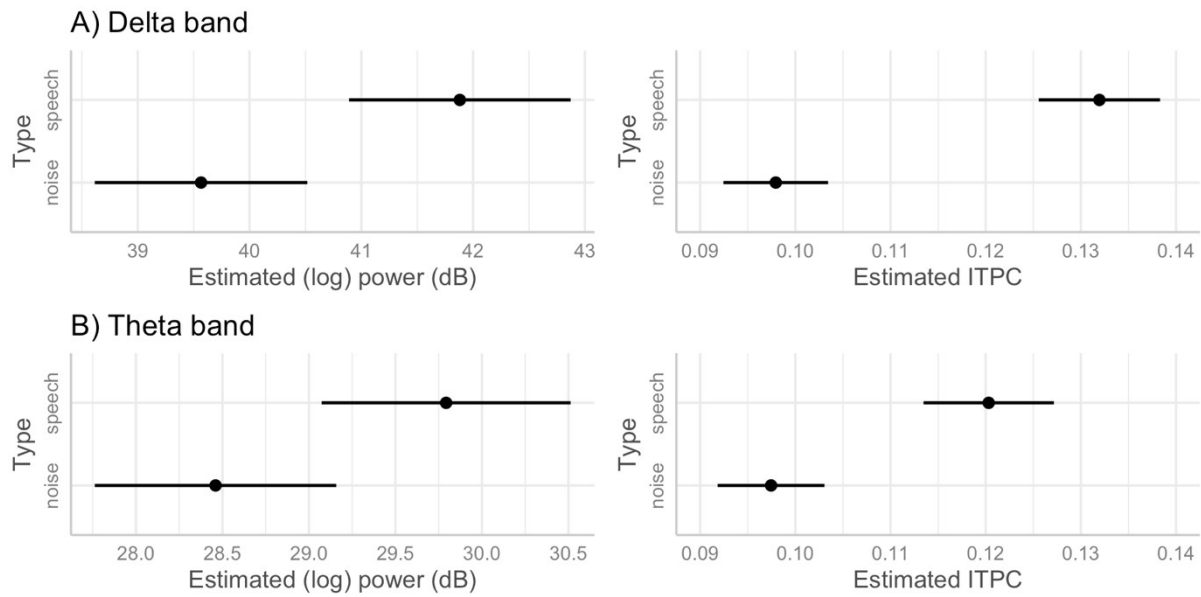 A) Delta band
Type
speech
noise
39 40 41 42 43
Estimated (log) power (dB)
Type
speech
noise
0.09 0.10 0.11 0.12 0.13 0.14
Estimated ITPC
B) Theta band
Type
speech
noise
28.0 28.5 29.0 29.5 30.0 30.5
Estimated (log) power (dB)
Type
speech
noise
0.09 0.10 0.11 0.12 0.13 0.14
Estimated ITPC